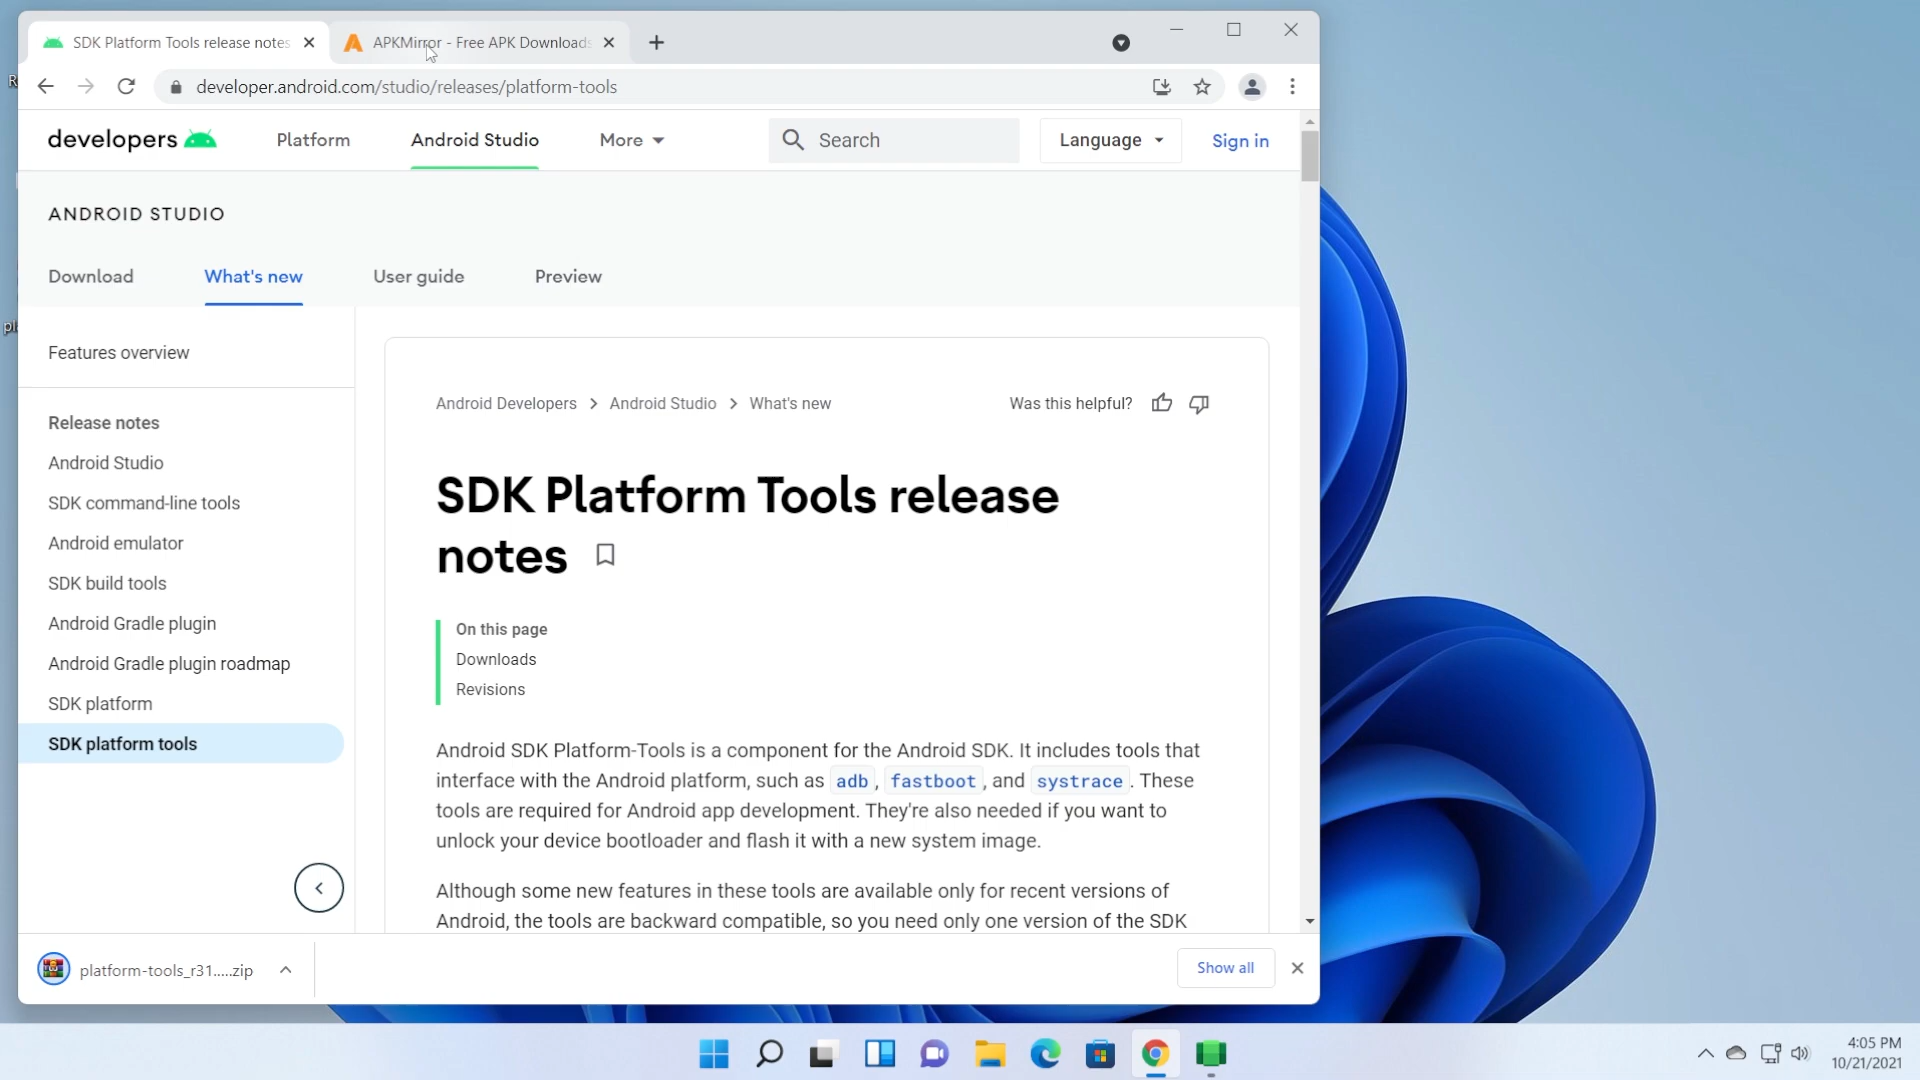 SDK Platform Tools release notes
APKMirror - Free APK Downloads
developer.android.com/studio/releases/platform-tools
developers
Platform
Android Studio
More
Search
Language
Sign in
ANDROID STUDIO
Download
What's new
User guide
Preview
Features overview
Release notes
Android Studio
SDK command-line tools
Android emulator
SDK build tools
Android Gradle plugin
Android Gradle plugin roadmap
SDK platform
SDK platform tools
Android Developers > Android Studio > What's new
Was this helpful?
SDK Platform Tools release
notes
On this page
Downloads
Revisions
Android SDK Platform-Tools is a component for the Android SDK. It includes tools that
interface with the Android platform, such as adb, fastboot, and systrace. These
tools are required for Android app development. They're also needed if you want to
unlock your device bootloader and flash it with a new system image.
Although some new features in these tools are available only for recent versions of
Android, the tools are backward compatible, so you need only one version of the SDK
platform-tools_r31.....zip
Show all
4:05 PM
10/21/2021